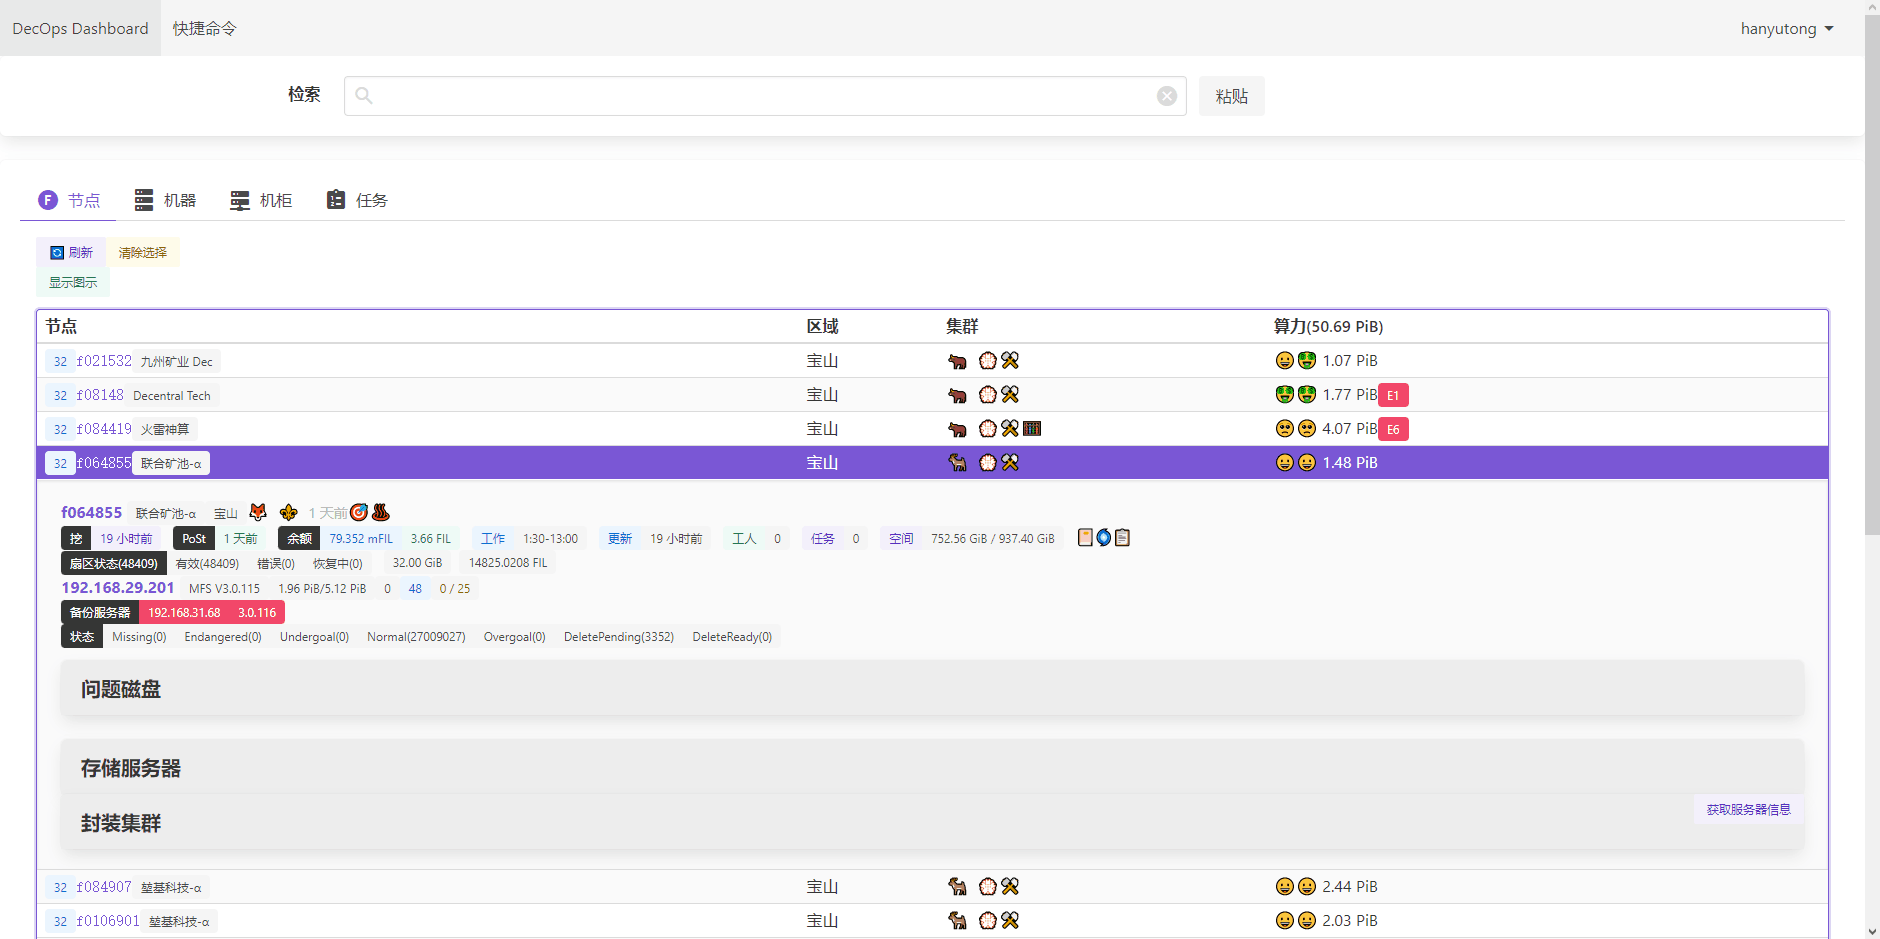 DecOps Dashboard 快捷命令 hanyutong
检索 粘贴
F 节点 机器 机柜 任务
刷新 清除选择
显示图示
节点 区域 集群 算力(50.69 PiB)
32 f021532 九州矿业 Dec 宝山 1.07 PiB
32 f08148 Decentral Tech 宝山 1.77 PiB E1
32 f084419 火雷神算 宝山 4.07 PiB E6
32 f064855 联合矿池-α 宝山 1.48 PiB
f064855 联合矿池-α 宝山 1 天前
挖 19 小时前 PoSt 1 天前 余额 79.352 mFIL 3.66 FIL 工作 1:30-13:00 更新 19 小时前 工人 0 任务 0 空间 752.56 GiB / 937.40 GiB
扇区状态(48409) 有效(48409) 错误(0) 恢复中(0) 32.00 GiB 14825.0208 FIL
192.168.29.201 MFS V3.0.115 1.96 PiB/5.12 PiB 0 48 0 / 25
备份服务器 192.168.31.68 3.0.116
状态 Missing(0) Endangered(0) Undergoal(0) Normal(27009027) Overgoal(0) DeletePending(3352) DeleteReady(0)
问题磁盘
存储服务器
封装集群 获取服务器信息
32 f084907 堃基科技-α 宝山 2.44 PiB
32 f0106901 堃基科技-α 宝山 2.03 PiB